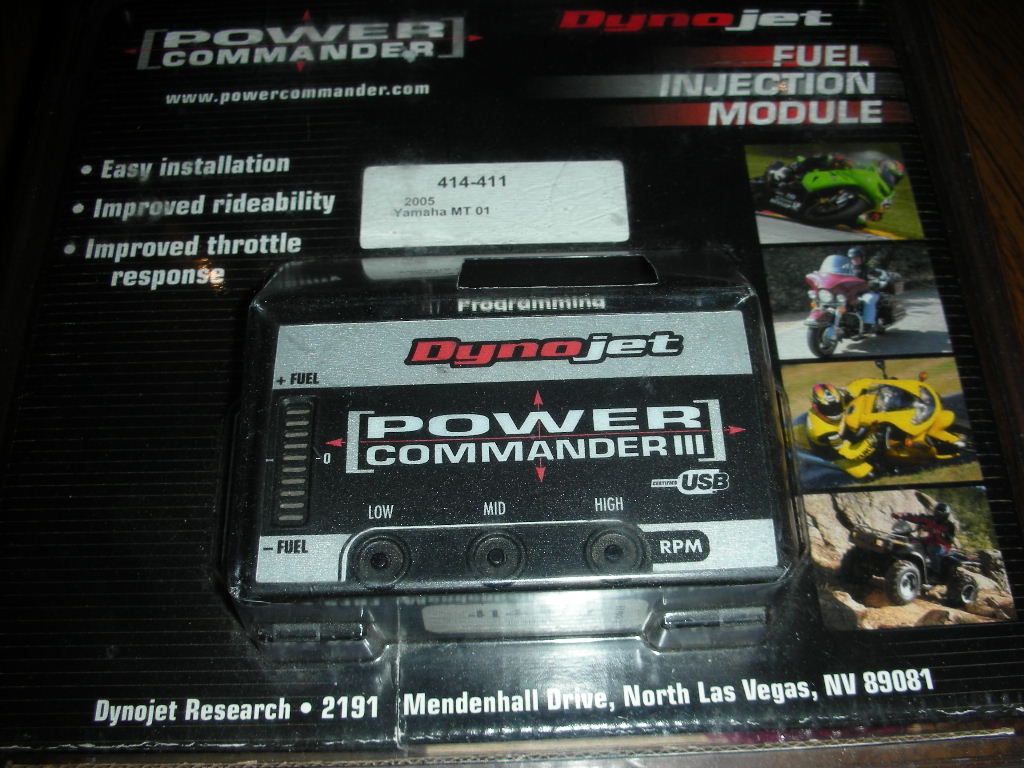 POWER
COMMANDER
Dynojet
www.powercommander.com
FUEL
INJECTION
MODULE
• Easy installation
• Improved rideability
• Improved throttle
response
414-411
2005
Yamaha MT 01
Programming
Dynojet
+ FUEL
POWER
COMMANDER III
0
CERTIFIED USB
LOW MID HIGH
– FUEL
RPM
Dynojet Research • 2191 Mendenhall Drive, North Las Vegas, NV 89081